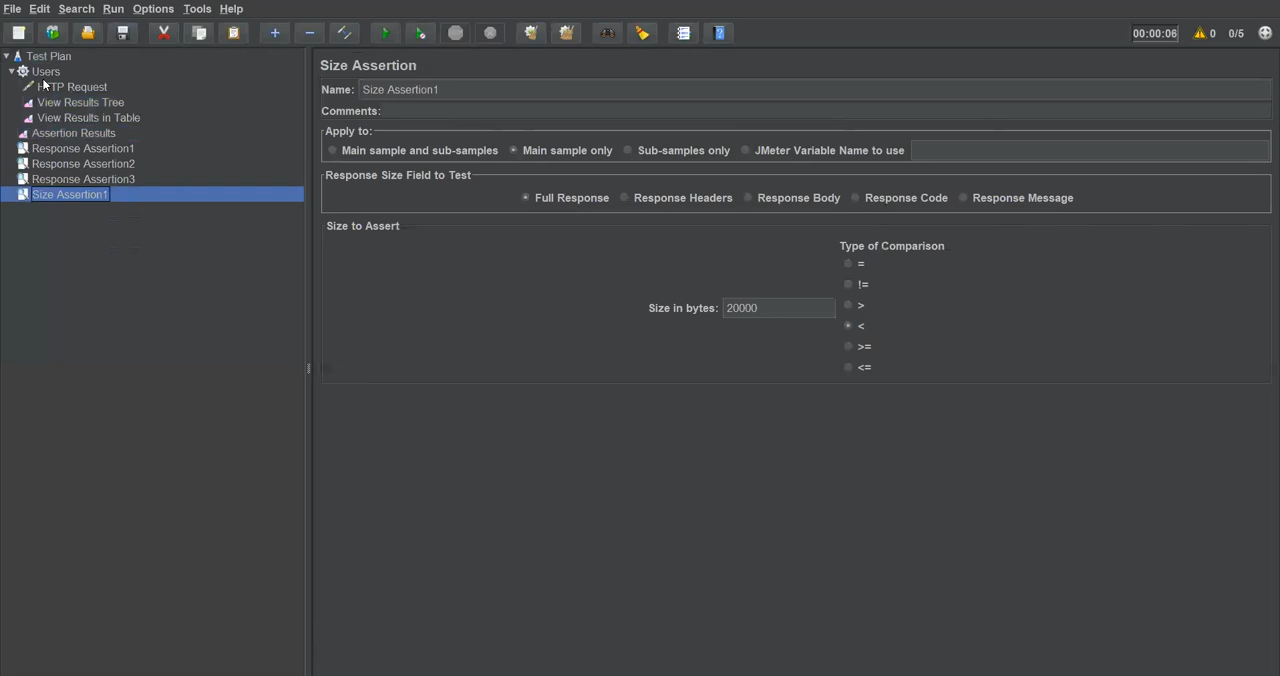 File Edit Search Run Options Tools Help
00:00:06 0 0/5
Test Plan
Users
HTTP Request
View Results Tree
View Results in Table
Assertion Results
Response Assertion1
Response Assertion2
Response Assertion3
Size Assertion1
Size Assertion
Name: Size Assertion1
Comments:
Apply to:
Main sample and sub-samples Main sample only Sub-samples only JMeter Variable Name to use
Response Size Field to Test
Full Response Response Headers Response Body Response Code Response Message
Size to Assert
Type of Comparison
=
!=
Size in bytes: 20000 >
<
>=
<=